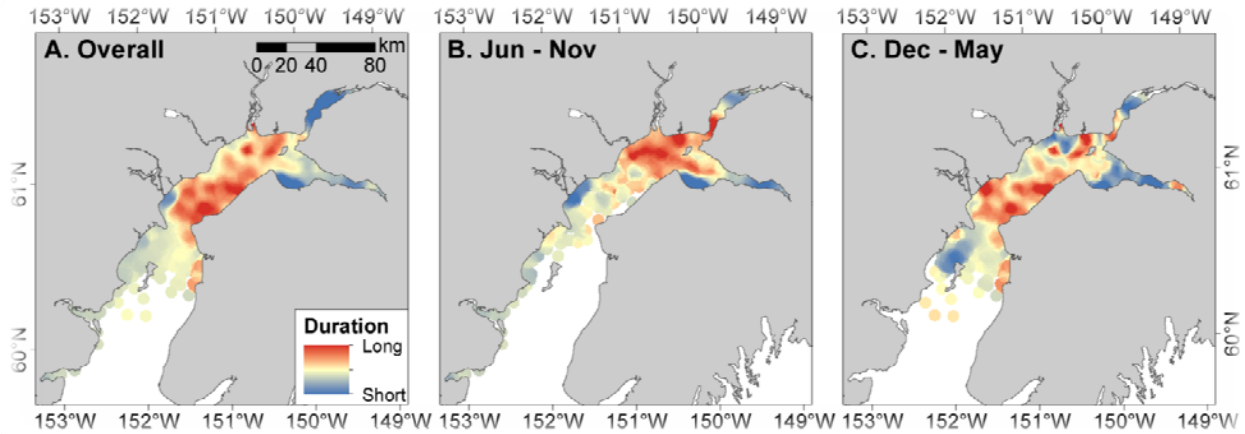 153°W 152°W 151°W 150°W 149°W 153°W 152°W 151°W 150°W 149°W 153°W 152°W 151°W 150°W 149°W
A. Overall
km
0 20 40 80
B. Jun - Nov
C. Dec - May
61°N
61°N
Duration
Long
Short
60°N
60°N
153°W 152°W 151°W 150°W 149°W 153°W 152°W 151°W 150°W 149°W 153°W 152°W 151°W 150°W 149°W